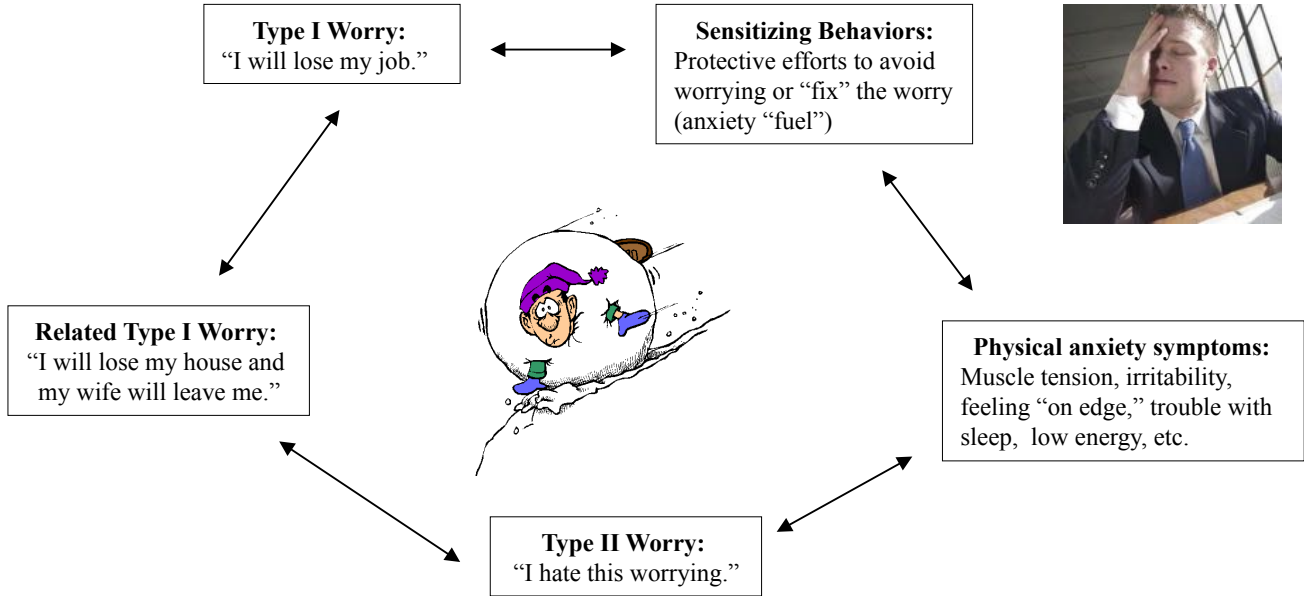 Type I Worry:
“I will lose my job.”
Sensitizing Behaviors:
Protective efforts to avoid
worrying or “fix” the worry
(anxiety “fuel”)
Related Type I Worry:
“I will lose my house and
my wife will leave me.”
Physical anxiety symptoms:
Muscle tension, irritability,
feeling “on edge,” trouble with
sleep, low energy, etc.
Type II Worry:
“I hate this worrying.”